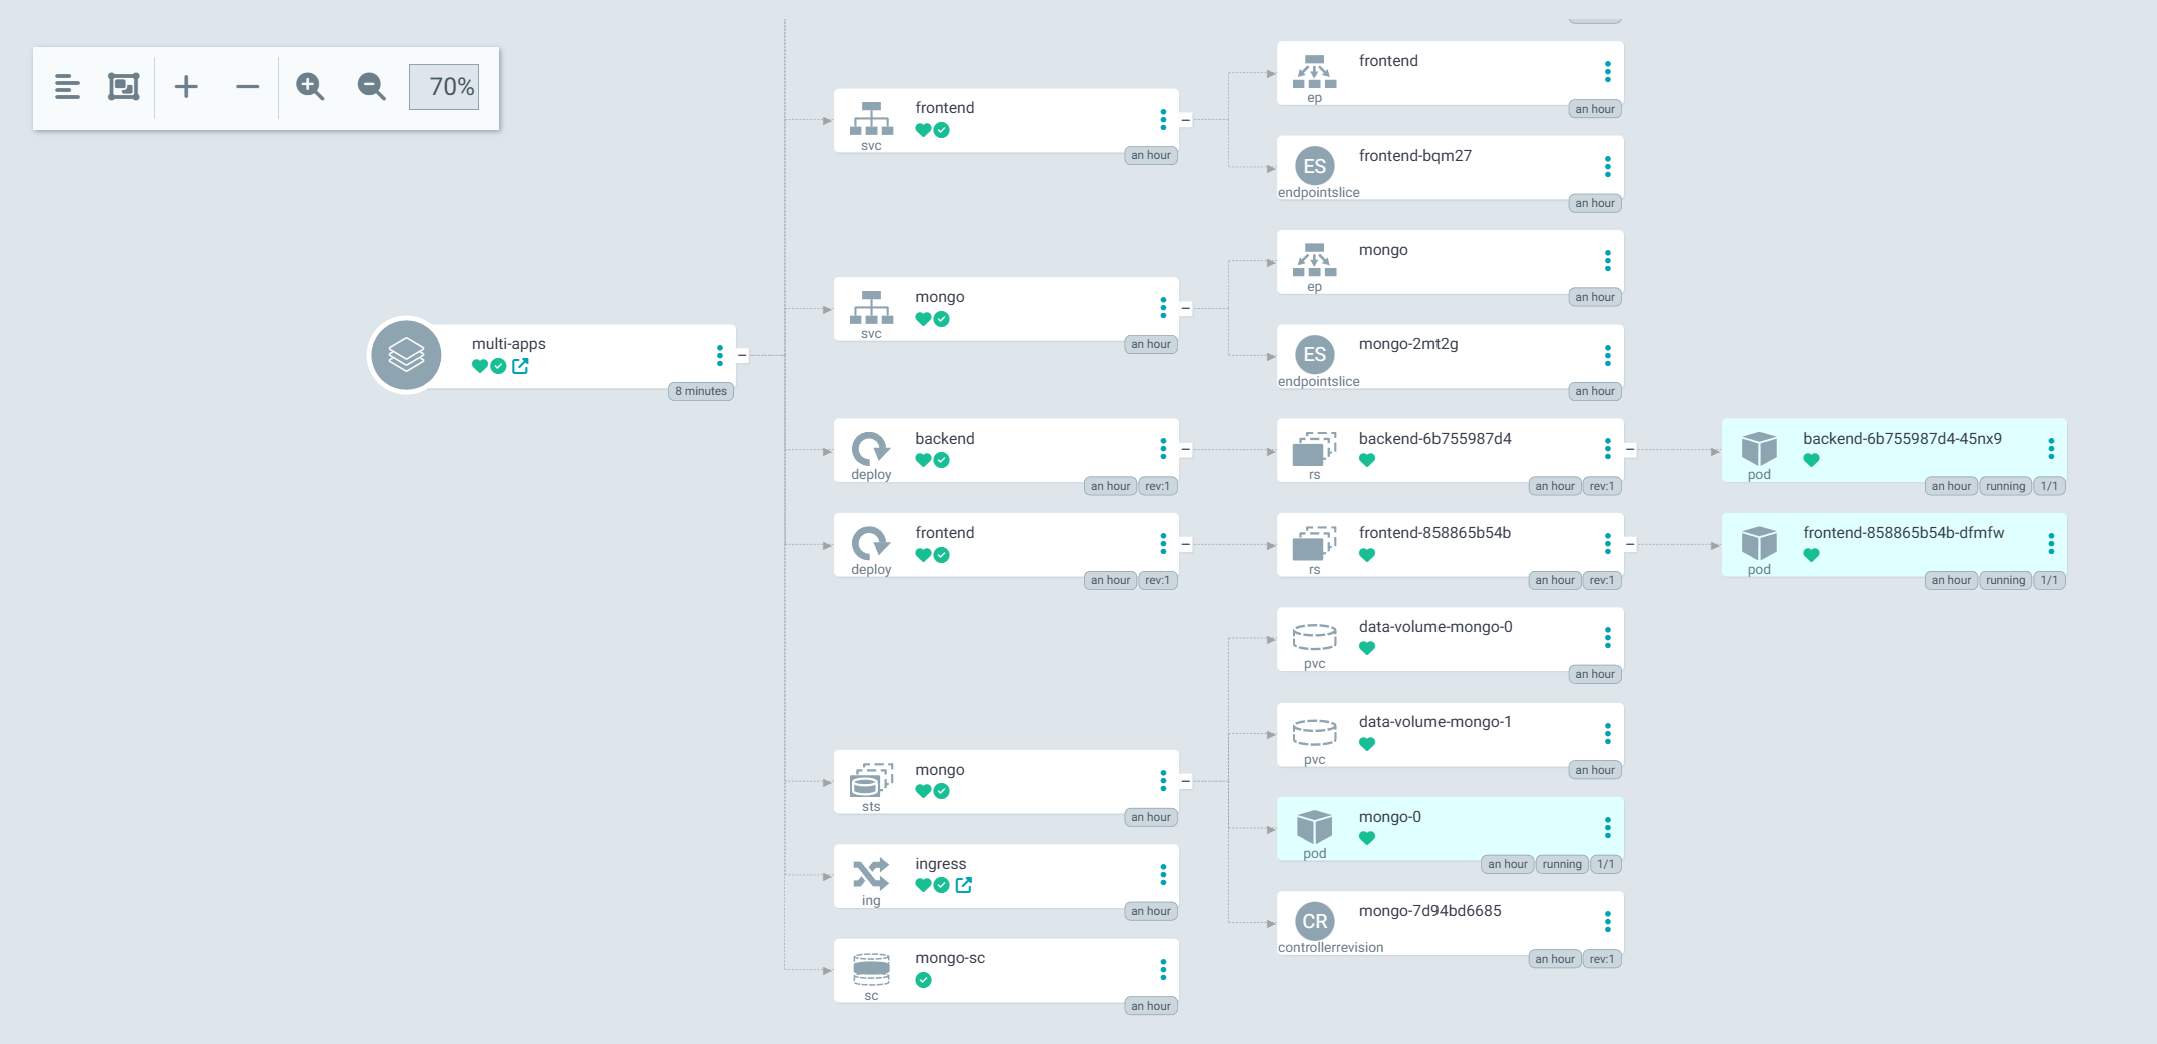 70%
multi-apps
8 minutes
frontend
svc
an hour
mongo
svc
an hour
backend
deploy
an hour rev:1
frontend
deploy
an hour rev:1
mongo
sts
an hour
ingress
ing
an hour
mongo-sc
sc
an hour
frontend
ep
an hour
ES
frontend-bqm27
endpointslice
an hour
mongo
ep
an hour
ES
mongo-2mt2g
endpointslice
an hour
backend-6b755987d4
rs
an hour rev:1
frontend-858865b54b
rs
an hour rev:1
data-volume-mongo-0
pvc
an hour
data-volume-mongo-1
pvc
an hour
mongo-0
pod
an hour running 1/1
CR
mongo-7d94bd6685
controllerrevision
an hour rev:1
backend-6b755987d4-45nx9
pod
an hour running 1/1
frontend-858865b54b-dfmfw
pod
an hour running 1/1